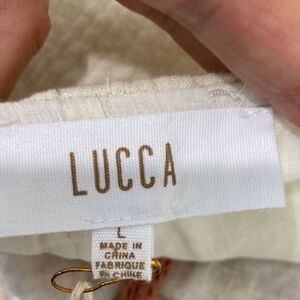 LUCCA
L
MADE IN
CHINA
FABRIQUE
EN CHINE